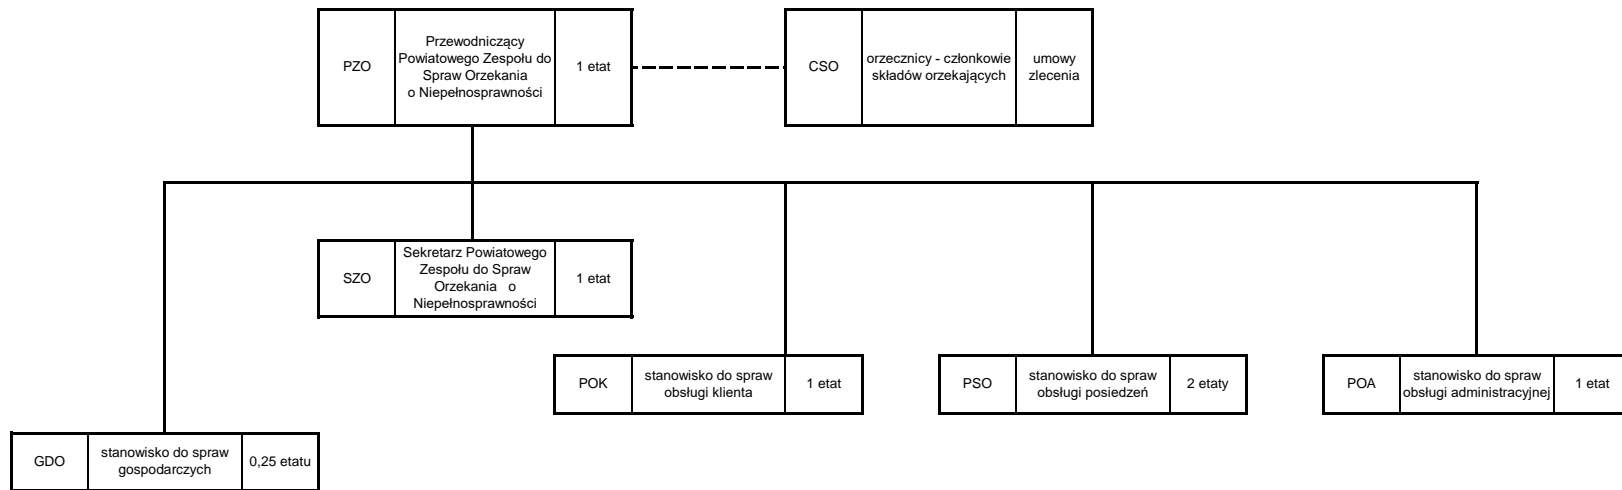 PZO
Przewodniczący
Powiatowego Zespołu do
Spraw Orzekania
o Niepełnosprawności
1 etat
CSO
orzecznicy - członkowie
składów orzekających
umowy
zlecenia
SZO
Sekretarz Powiatowego
Zespołu do Spraw
Orzekania o
Niepełnosprawności
1 etat
POK
stanowisko do spraw
obsługi klienta
1 etat
PSO
stanowisko do spraw
obsługi posiedzeń
2 etaty
POA
stanowisko do spraw
obsługi administracyjnej
1 etat
GDO
stanowisko do spraw
gospodarczych
0,25 etatu